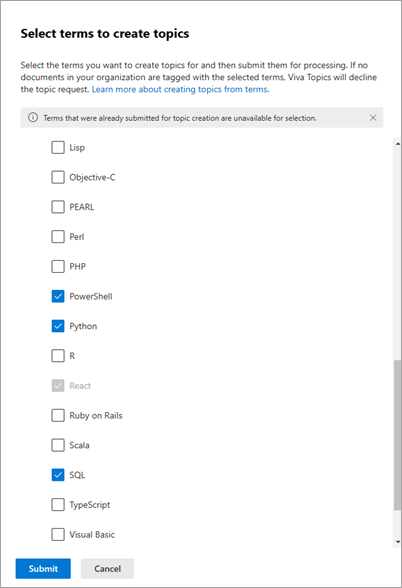 Select terms to create topics
Select the terms you want to create topics for and then submit them for processing. If no
documents in your organization are tagged with the selected terms, Viva Topics will decline
the topic request. Learn more about creating topics from terms.
Terms that were already submitted for topic creation are unavailable for selection.
Lisp
Objective-C
PEARL
Perl
PHP
PowerShell
Python
R
React
Ruby on Rails
Scala
SQL
TypeScript
Visual Basic
Submit Cancel